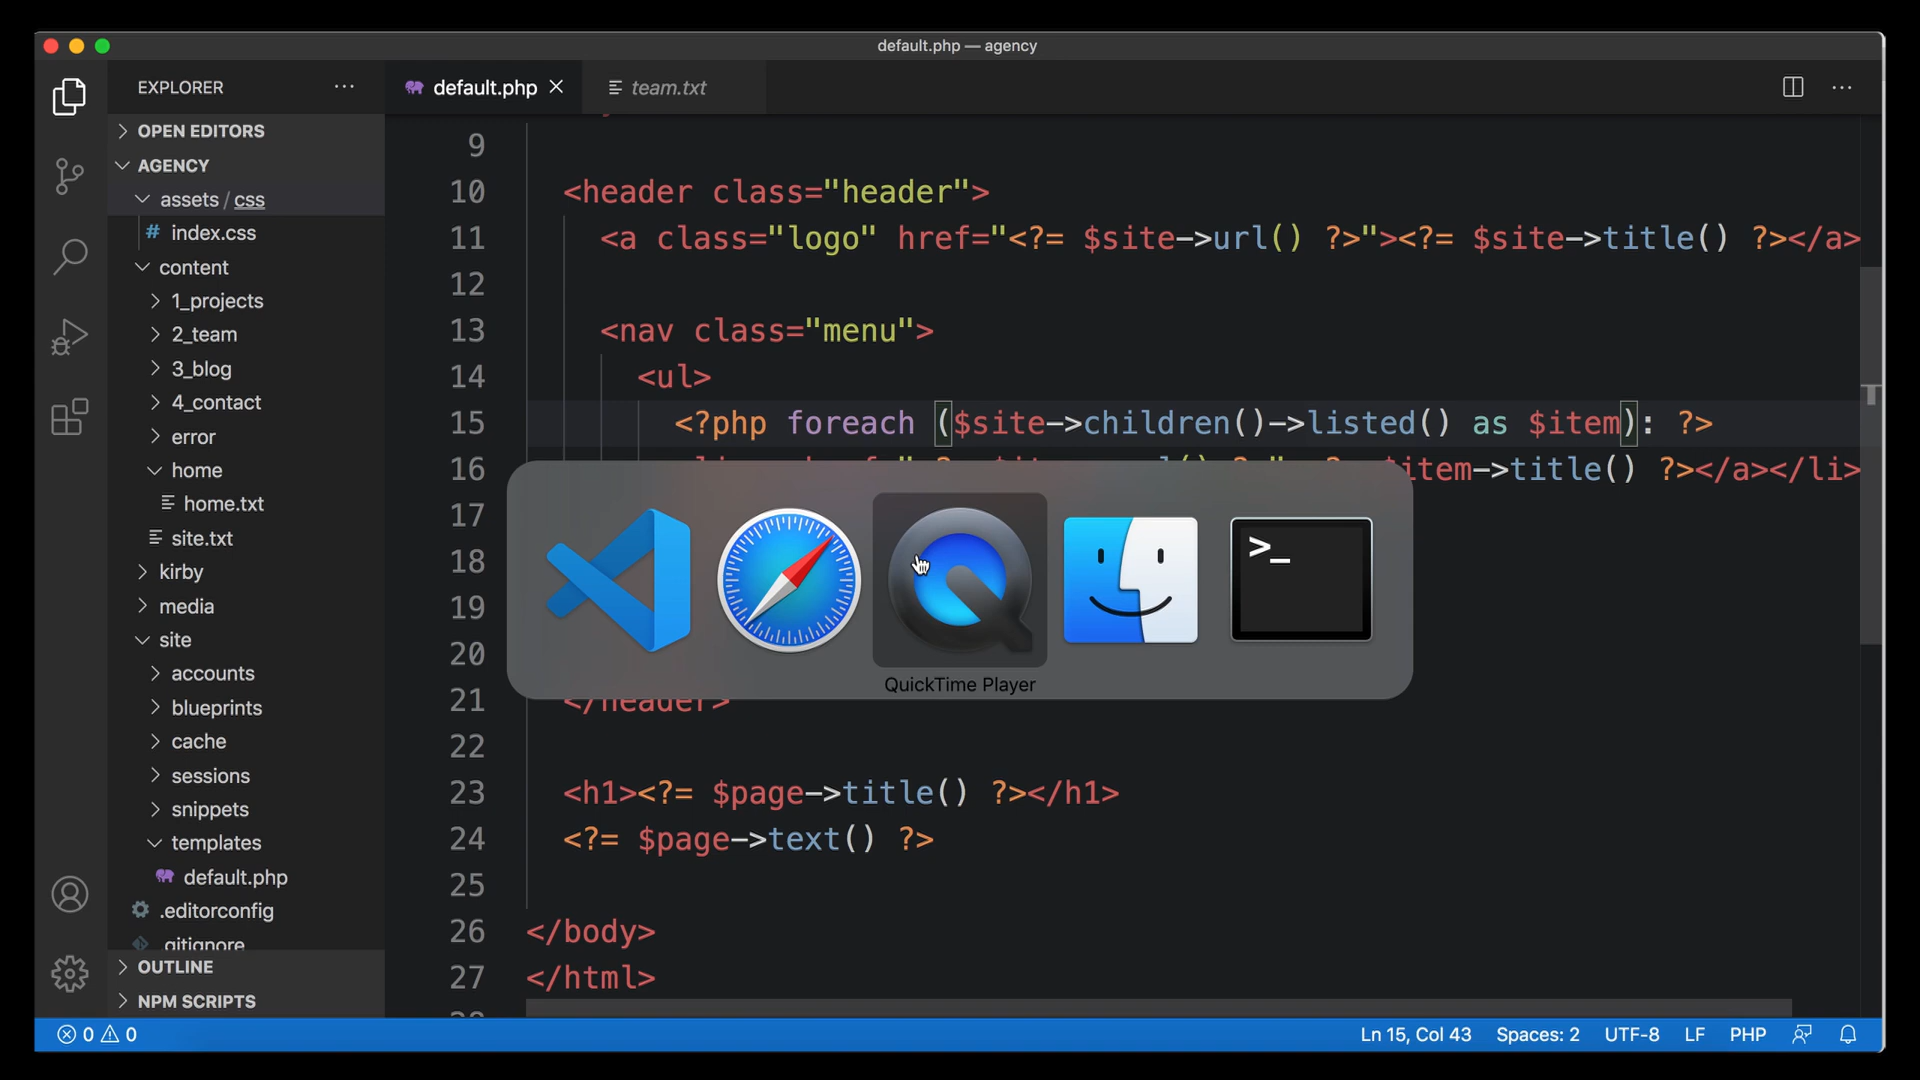 default.php — agency
EXPLORER
default.php
team.txt
OPEN EDITORS
AGENCY
assets / css
index.css
content
1_projects
2_team
3_blog
4_contact
error
home
home.txt
site.txt
kirby
media
site
accounts
blueprints
cache
sessions
snippets
templates
default.php
.editorconfig
.gitignore
OUTLINE
NPM SCRIPTS
9
10 <header class="header">
11 <a class="logo" href="<?= $site->url() ?>"><?= $site->title() ?></a>
12
13 <nav class="menu">
14 <ul>
15 <?php foreach ($site->children()->listed() as $item): ?>
16 $item->title() ?></a></li>
17
18
19
20
21 </header>
22
23 <h1><?= $page->title() ?></h1>
24 <?= $page->text() ?>
25
26 </body>
27 </html>
>_
QuickTime Player
0 0
Ln 15, Col 43 Spaces: 2 UTF-8 LF PHP